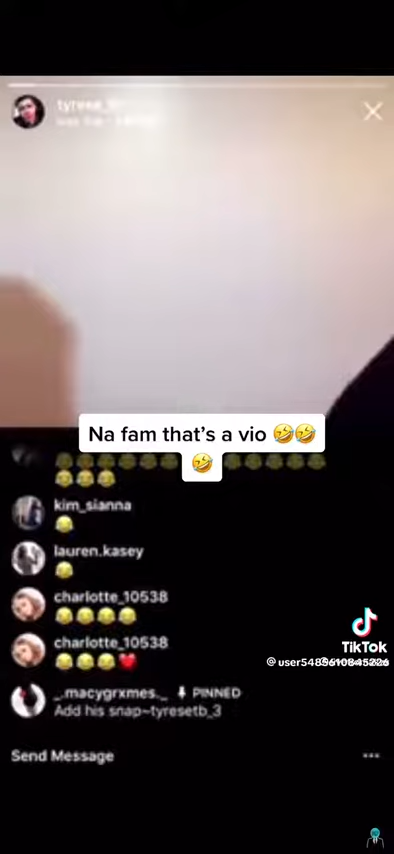 Na fam that's a vio 🤣🤣
🤣
😂😂😂
kim_sianna
😂
lauren.kasey
😂
charlotte_10538
😂😂😂😂
charlotte_10538
😂😂😂❤️
_.macygrxmes._ PINNED
Add his snap~tyresetb_3
TikTok
Send Message